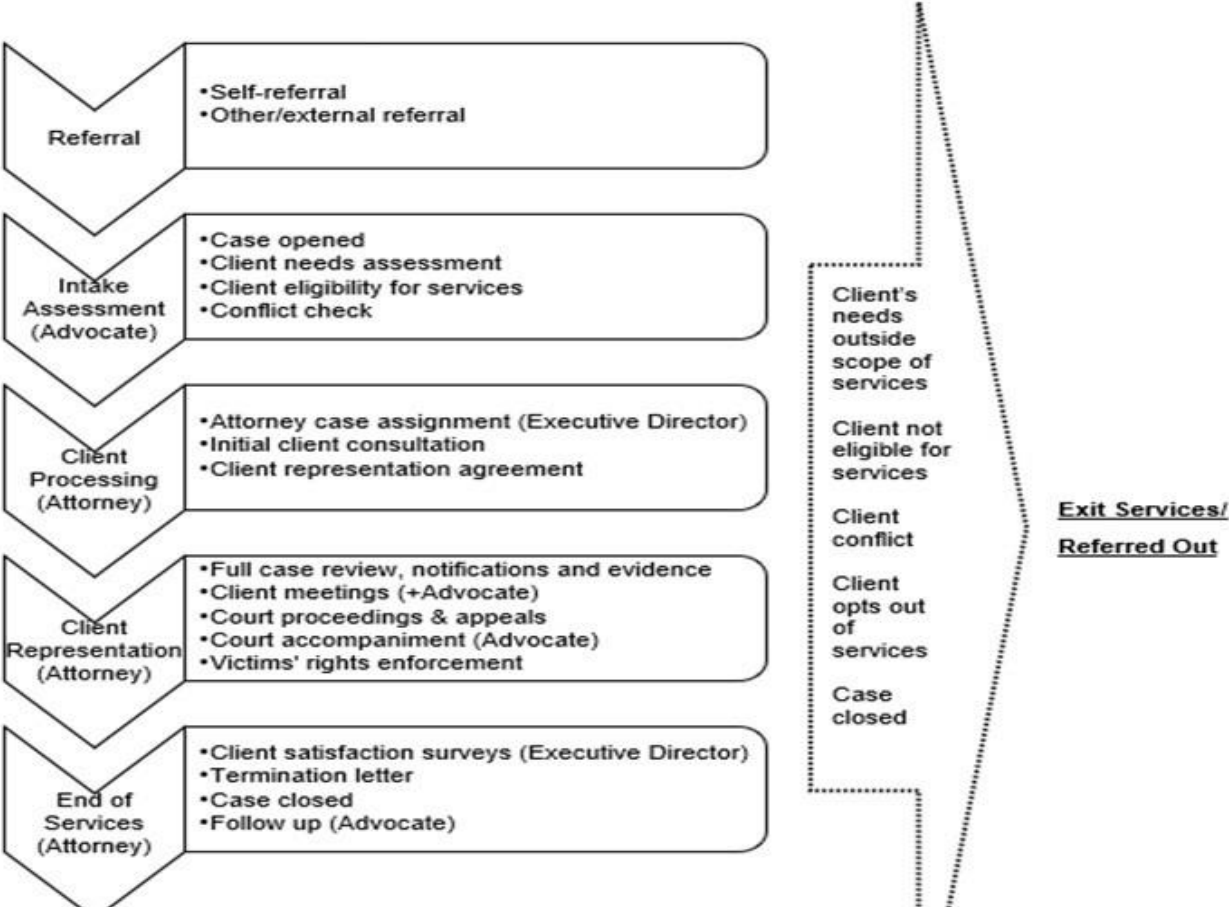 Referral
•Self-referral
•Other/external referral
Intake
Assessment
(Advocate)
•Case opened
•Client needs assessment
•Client eligibility for services
•Conflict check
Client
Processing
(Attorney)
•Attorney case assignment (Executive Director)
•Initial client consultation
•Client representation agreement
Client
Representation
(Attorney)
•Full case review, notifications and evidence
•Client meetings (+Advocate)
•Court proceedings & appeals
•Court accompaniment (Advocate)
•Victims' rights enforcement
End of
Services
(Attorney)
•Client satisfaction surveys (Executive Director)
•Termination letter
•Case closed
•Follow up (Advocate)
Client's
needs
outside
scope of
services
Client not
eligible for
services
Client
conflict
Client
opts out
of
services
Case
closed
Exit Services/
Referred Out